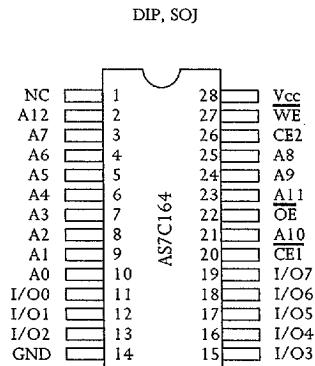 DIP, SOJ
NC 1 28 Vcc
A12 2 27 WE
A7 3 26 CE2
A6 4 25 A8
A5 5 24 A9
A4 6 23 A11
A3 7 22 OE
A2 8 21 A10
A1 9 20 CE1
A0 10 19 I/O7
I/O0 11 18 I/O6
I/O1 12 17 I/O5
I/O2 13 16 I/O4
GND 14 15 I/O3
AS7C164